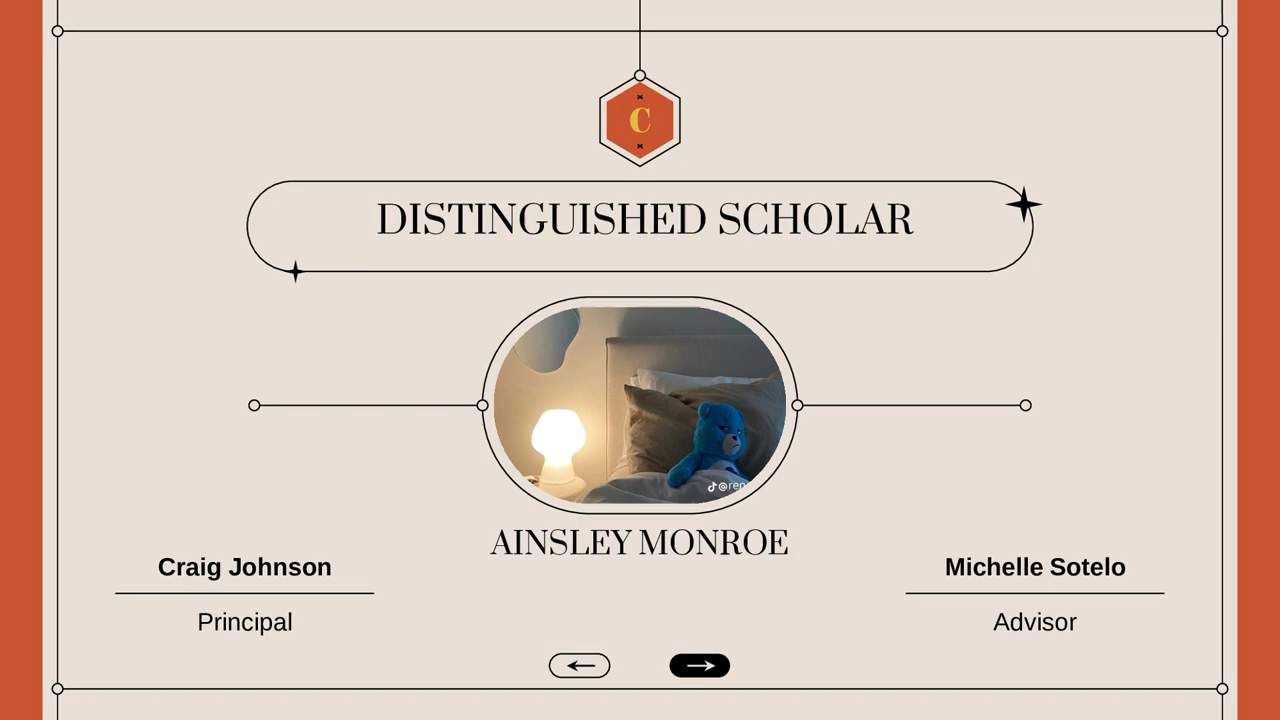 C
DISTINGUISHED SCHOLAR
AINSLEY MONROE
Craig Johnson
Principal
Michelle Sotelo
Advisor